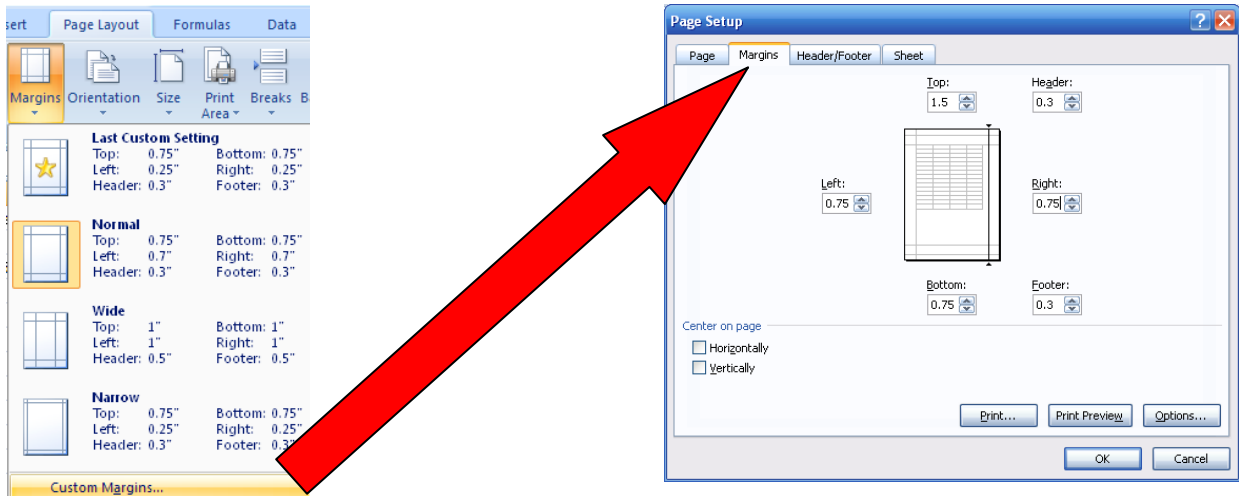 sert Page Layout Formulas Data
Margins Orientation Size Print Area Breaks B
Last Custom Setting
Top: 0.75" Bottom: 0.75"
Left: 0.25" Right: 0.25"
Header: 0.3" Footer: 0.3"
Normal
Top: 0.75" Bottom: 0.75"
Left: 0.7" Right: 0.7"
Header: 0.3" Footer: 0.3"
Wide
Top: 1" Bottom: 1"
Left: 1" Right: 1"
Header: 0.5" Footer: 0.5"
Narrow
Top: 0.75" Bottom: 0.75"
Left: 0.25" Right: 0.25"
Header: 0.3" Footer: 0.3"
Custom Margins...
Page Setup
Page Margins Header/Footer Sheet
Top: Header:
1.5 0.3
Left: Right:
0.75 0.75
Bottom: Footer:
0.75 0.3
Center on page
Horizontally
Vertically
Print... Print Preview Options...
OK Cancel